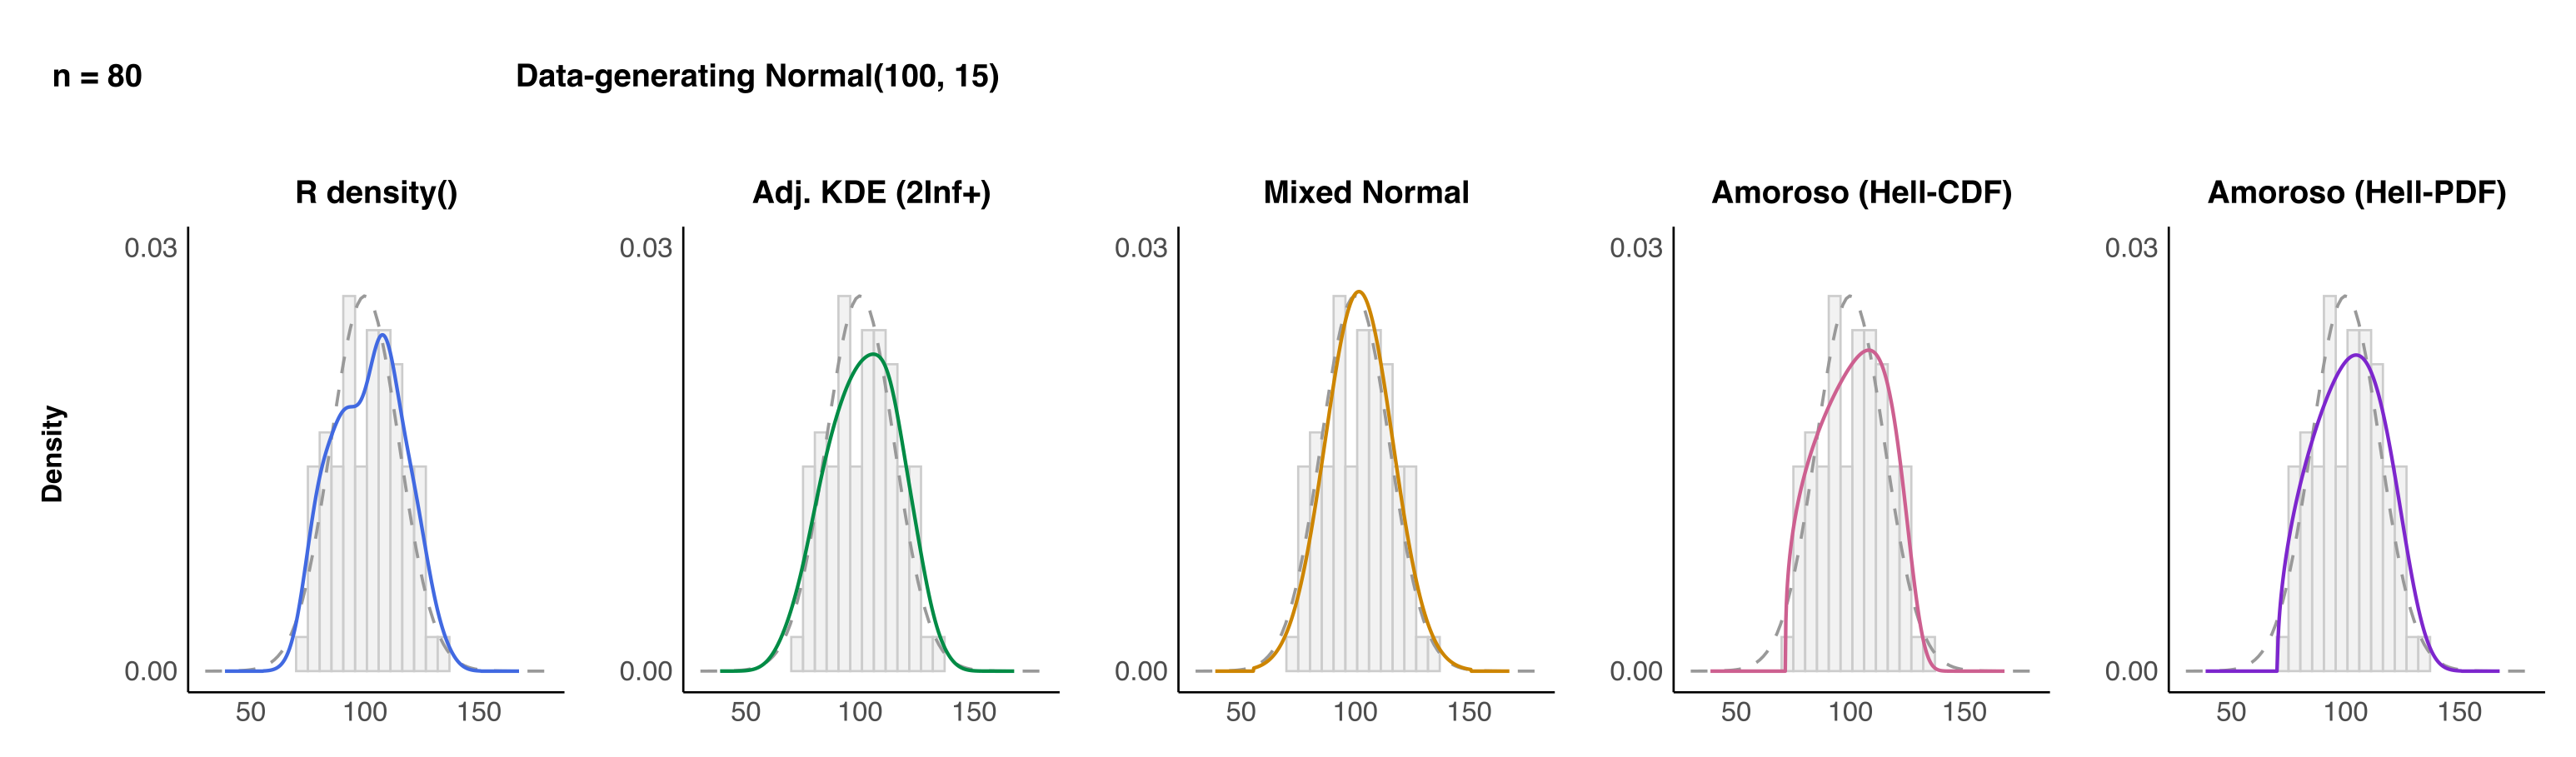 n = 80
Data-generating Normal(100, 15)
R density()
Adj. KDE (2Inf+)
Mixed Normal
Amoroso (Hell-CDF)
Amoroso (Hell-PDF)
Density
0.03
0.00
50 100 150
0.03
0.00
50 100 150
0.03
0.00
50 100 150
0.03
0.00
50 100 150
0.03
0.00
50 100 150